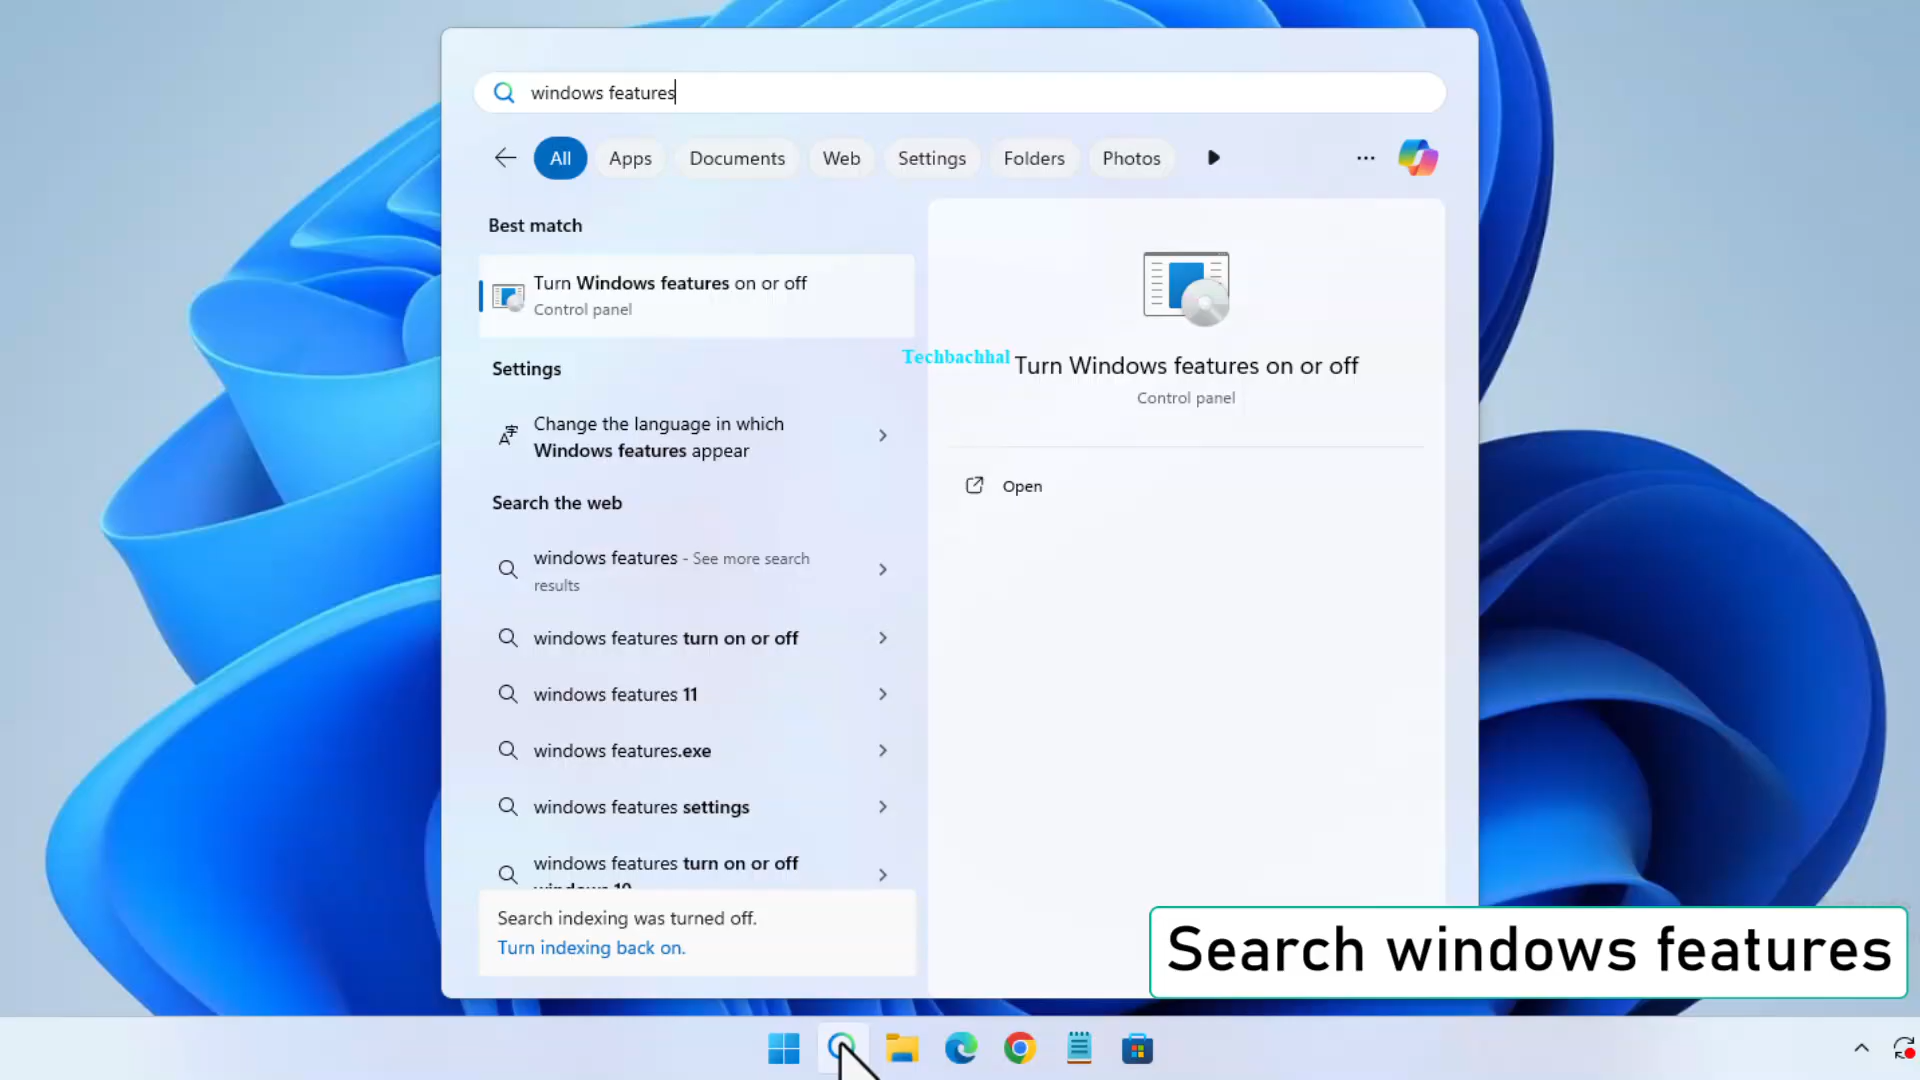 windows features
All
Apps
Documents
Web
Settings
Folders
Photos
Best match
Turn Windows features on or off
Control panel
Settings
Change the language in which
Windows features appear
Search the web
windows features - See more search
results
windows features turn on or off
windows features 11
windows features.exe
windows features settings
windows features turn on or off
windows 10
Search indexing was turned off.
Turn indexing back on.
Techbachhal
Turn Windows features on or off
Control panel
Open
Search windows features